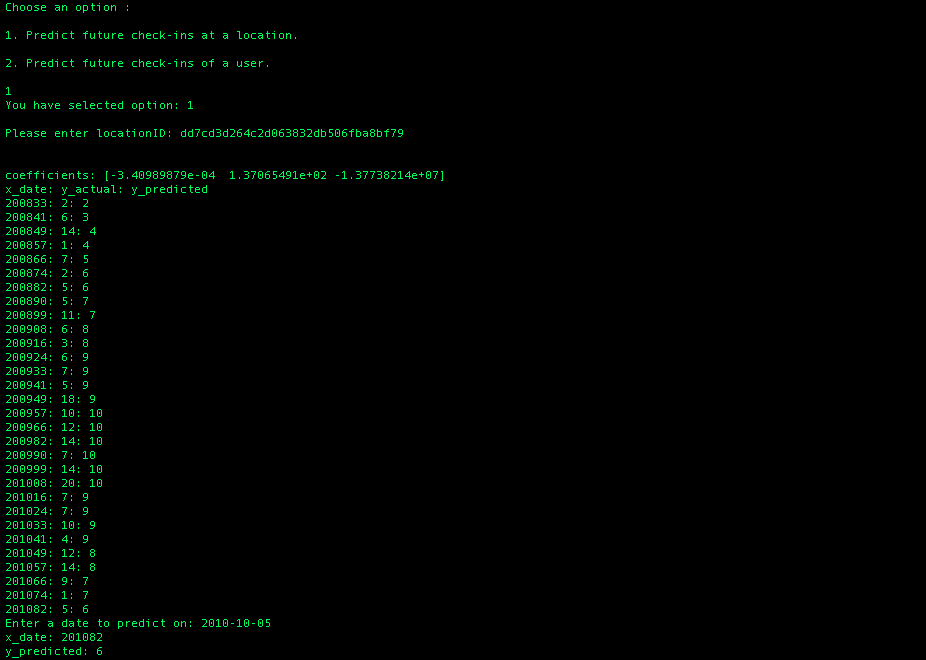 Choose an option :
1. Predict future check-ins at a location.
2. Predict future check-ins of a user.
1
You have selected option: 1
Please enter locationID: dd7cd3d264c2d063832db506fba8bf79
coefficients: [-3.40989879e-04  1.37065491e+02 -1.37738214e+07]
x_date: y_actual: y_predicted
200833: 2: 2
200841: 6: 3
200849: 14: 4
200857: 1: 4
200866: 7: 5
200874: 2: 6
200882: 5: 6
200890: 5: 7
200899: 11: 7
200908: 6: 8
200916: 3: 8
200924: 6: 9
200933: 7: 9
200941: 5: 9
200949: 18: 9
200957: 10: 10
200966: 12: 10
200982: 14: 10
200990: 7: 10
200999: 14: 10
201008: 20: 10
201016: 7: 9
201024: 7: 9
201033: 10: 9
201041: 4: 9
201049: 12: 8
201057: 14: 8
201066: 9: 7
201074: 1: 7
201082: 5: 6
Enter a date to predict on: 2010-10-05
x_date: 201082
y_predicted: 6